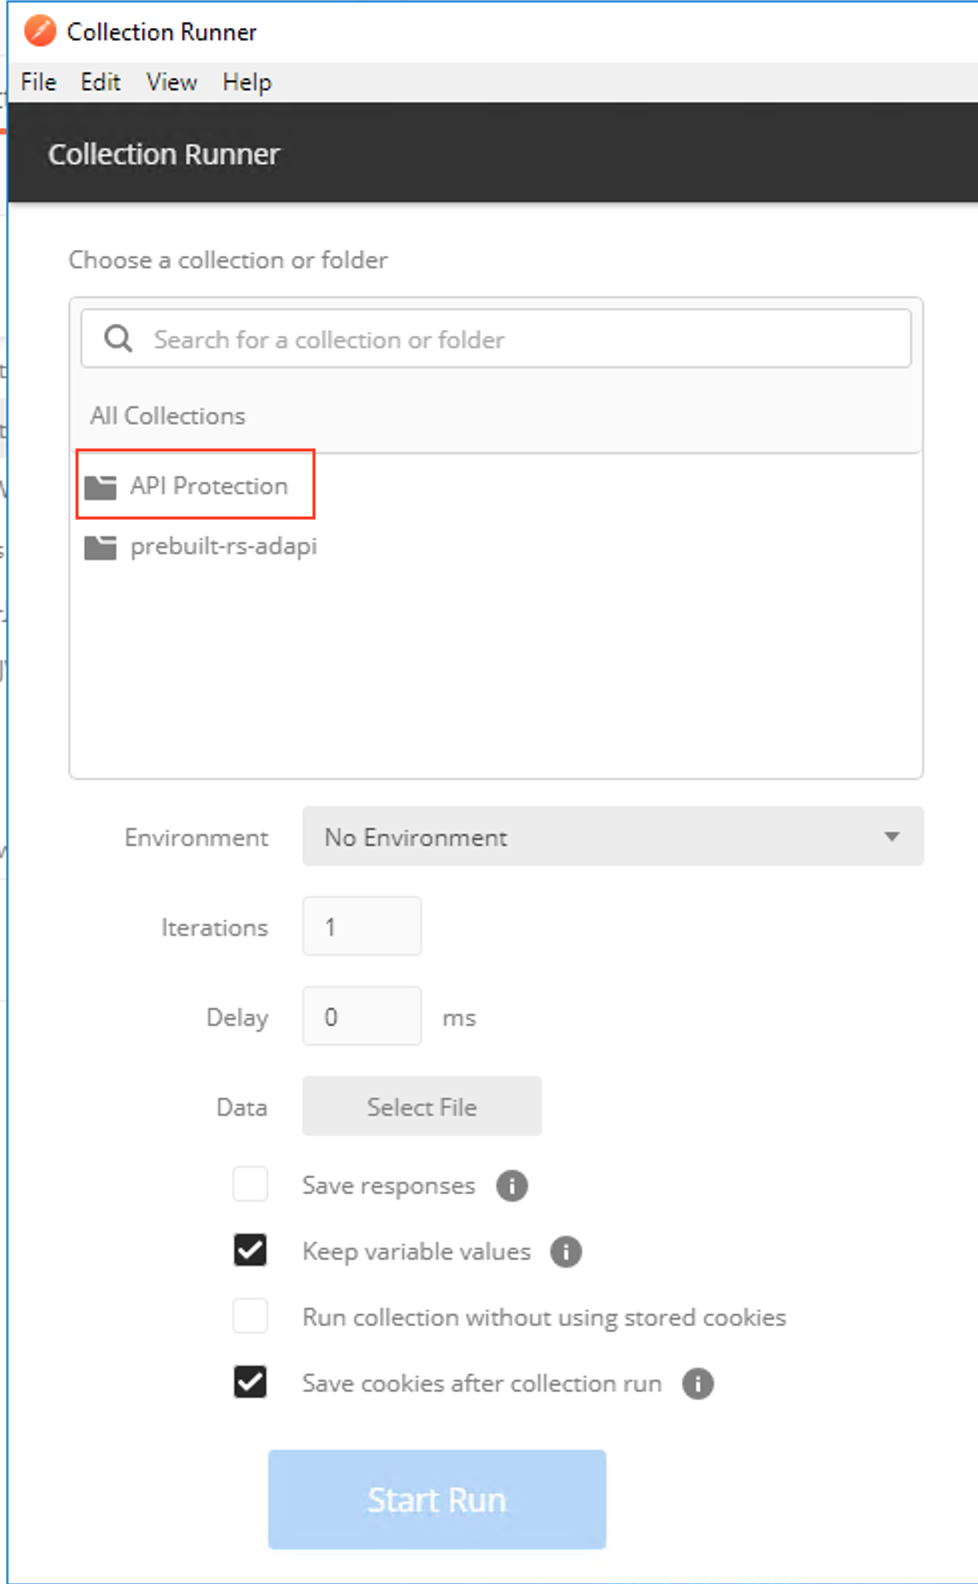 Collection Runner
File Edit View Help
Collection Runner
Choose a collection or folder
Search for a collection or folder
All Collections
API Protection
prebuilt-rs-adapi
Environment No Environment
Iterations 1
Delay 0 ms
Data Select File
Save responses
Keep variable values
Run collection without using stored cookies
Save cookies after collection run
Start Run